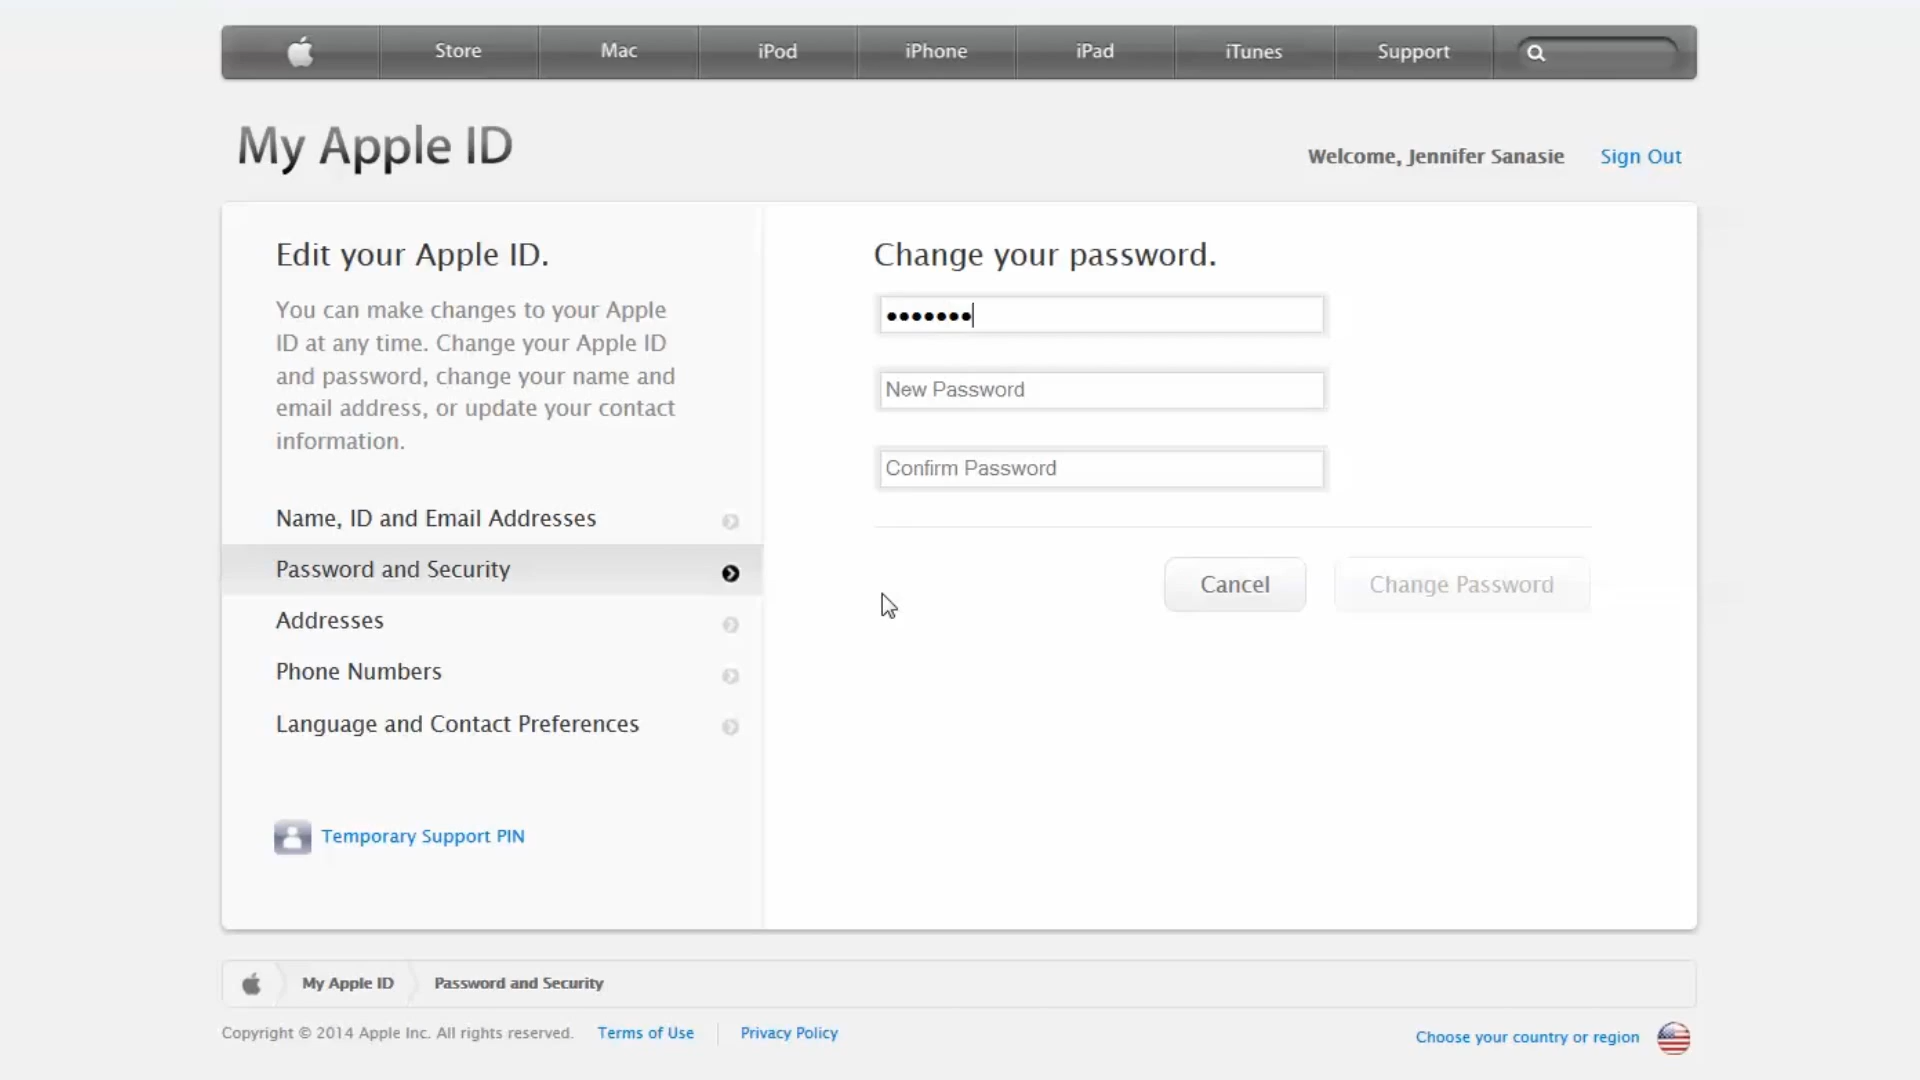 Store Mac iPod iPhone iPad iTunes Support
My Apple ID
Welcome, Jennifer Sanasie Sign Out
Edit your Apple ID.
You can make changes to your Apple
ID at any time. Change your Apple ID
and password, change your name and
email address, or update your contact
information.
Name, ID and Email Addresses
Password and Security
Addresses
Phone Numbers
Language and Contact Preferences
Temporary Support PIN
Change your password.
•••••••
New Password
Confirm Password
Cancel Change Password
My Apple ID Password and Security
Copyright © 2014 Apple Inc. All rights reserved. Terms of Use Privacy Policy
Choose your country or region